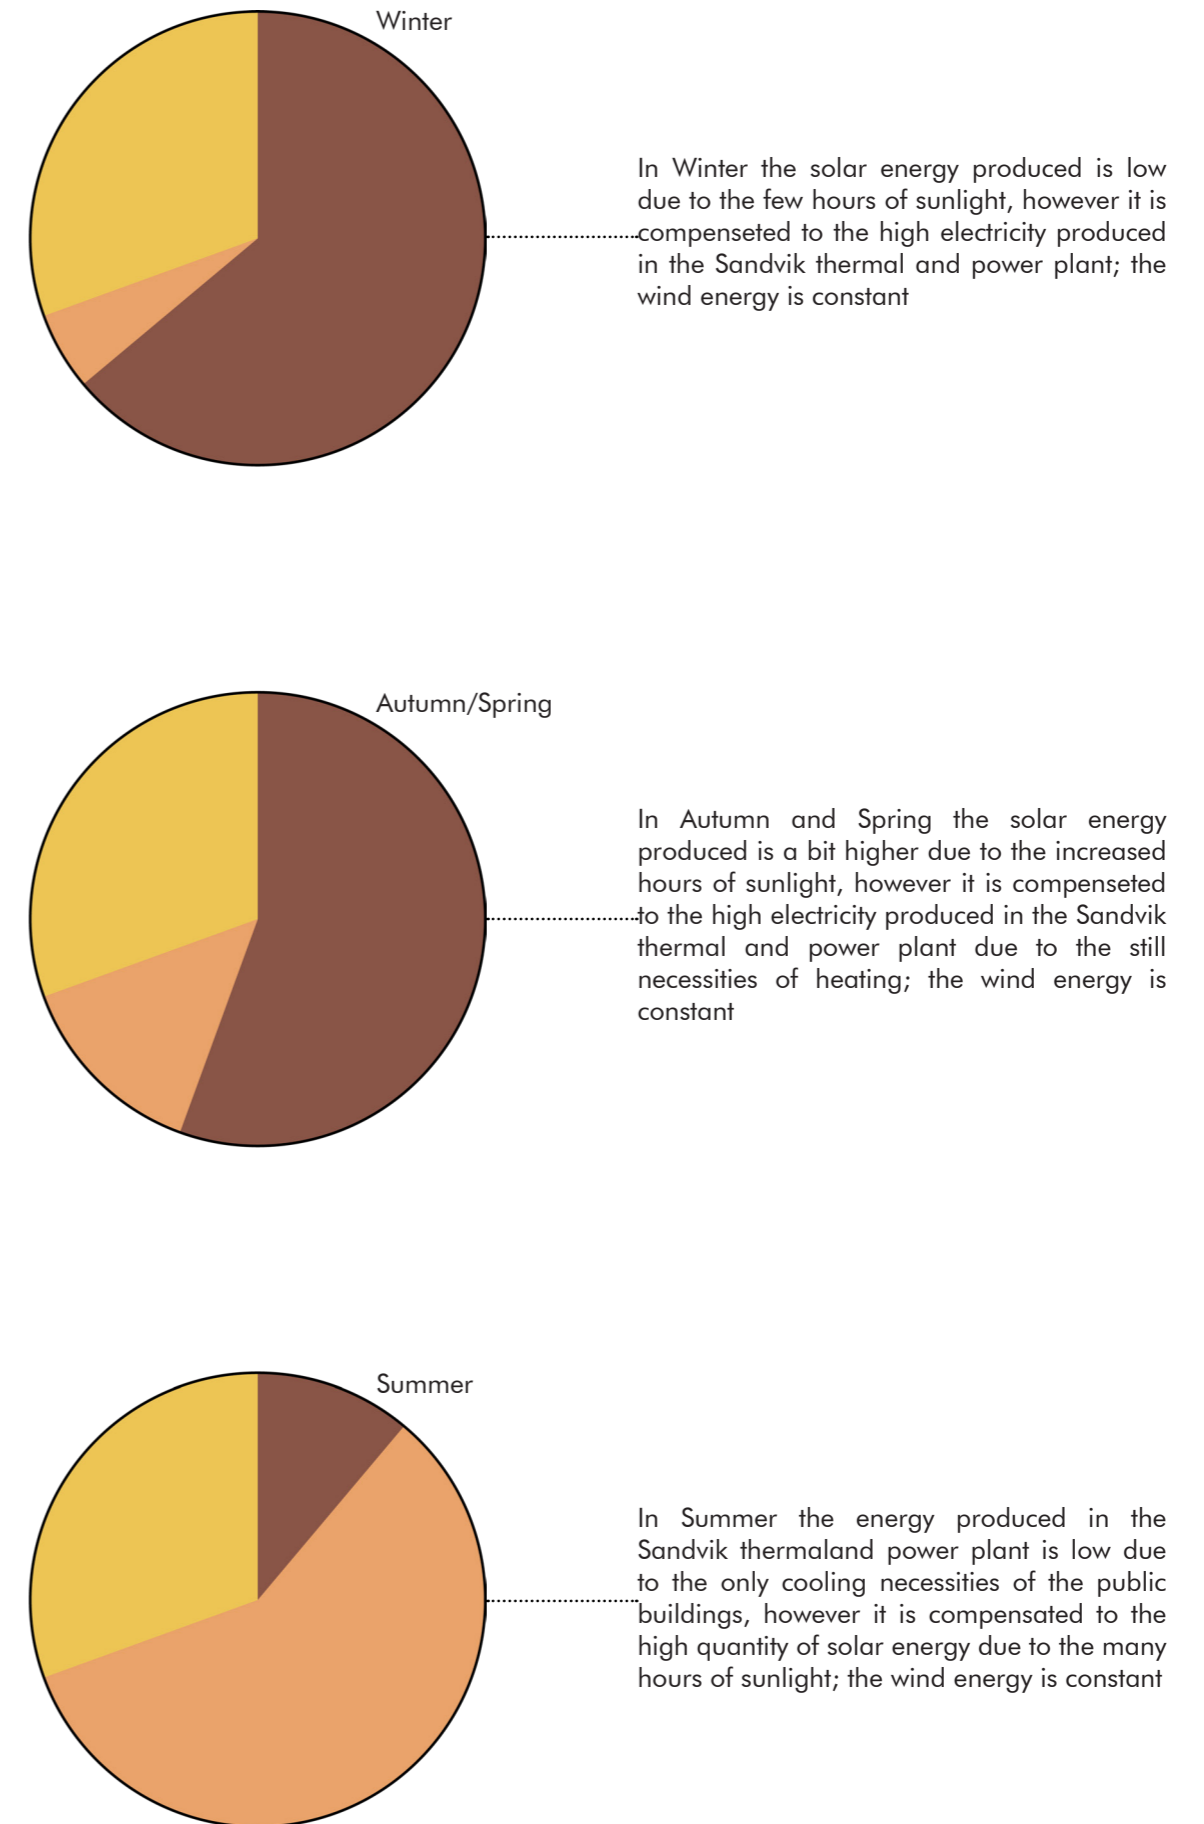 Winter
In Winter the solar energy produced is low
due to the few hours of sunlight, however it is
compenseted to the high electricity produced
in the Sandvik thermal and power plant; the
wind energy is constant
Autumn/Spring
In Autumn and Spring the solar energy
produced is a bit higher due to the increased
hours of sunlight, however it is compenseted
to the high electricity produced in the Sandvik
thermal and power plant due to the still
necessities of heating; the wind energy is
constant
Summer
In Summer the energy produced in the
Sandvik thermaland power plant is low due
to the only cooling necessities of the public
buildings, however it is compensated to the
high quantity of solar energy due to the many
hours of sunlight; the wind energy is constant